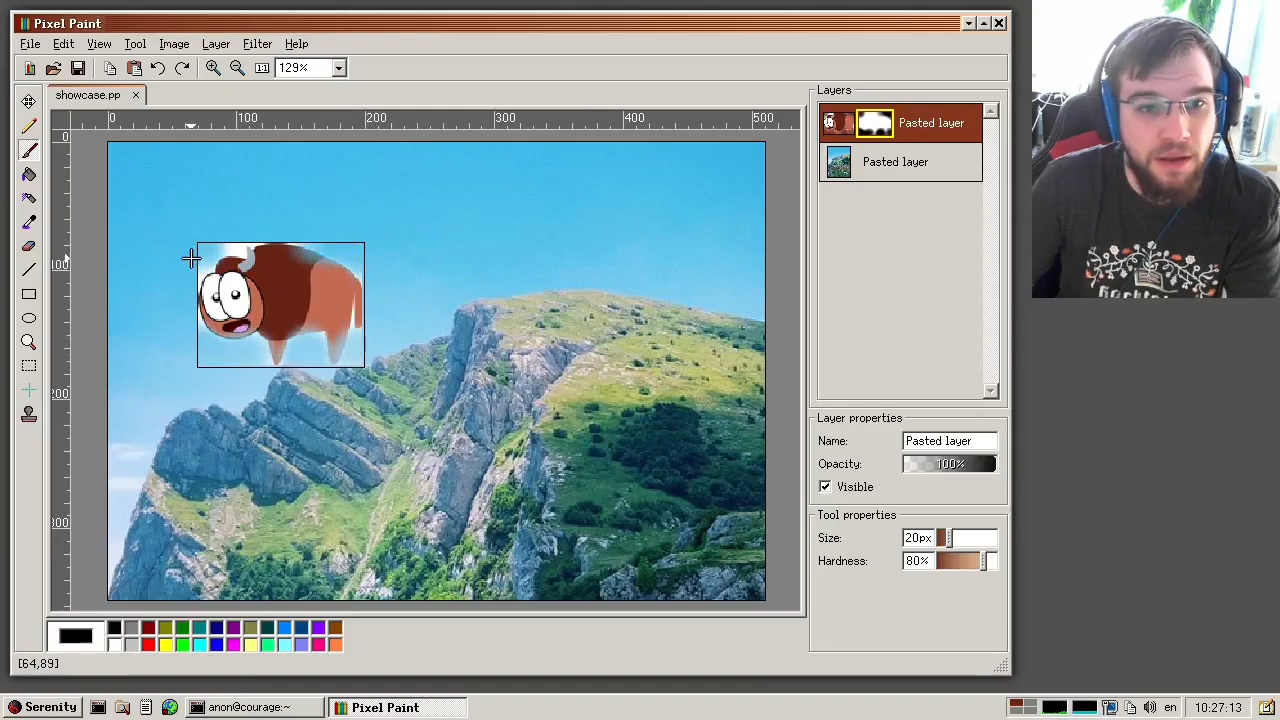 Pixel Paint
File Edit View Tool Image Layer Filter Help
129%
showcase.pp
0 100 200 300 400 500
0
100
200
300
Layers
Pasted layer
Pasted layer
Layer properties
Name: Pasted layer
Opacity: 100%
Visible
Tool properties
Size: 20px
Hardness: 80%
[64,89]
Serenity anon@courage:~ Pixel Paint en 10:27:13